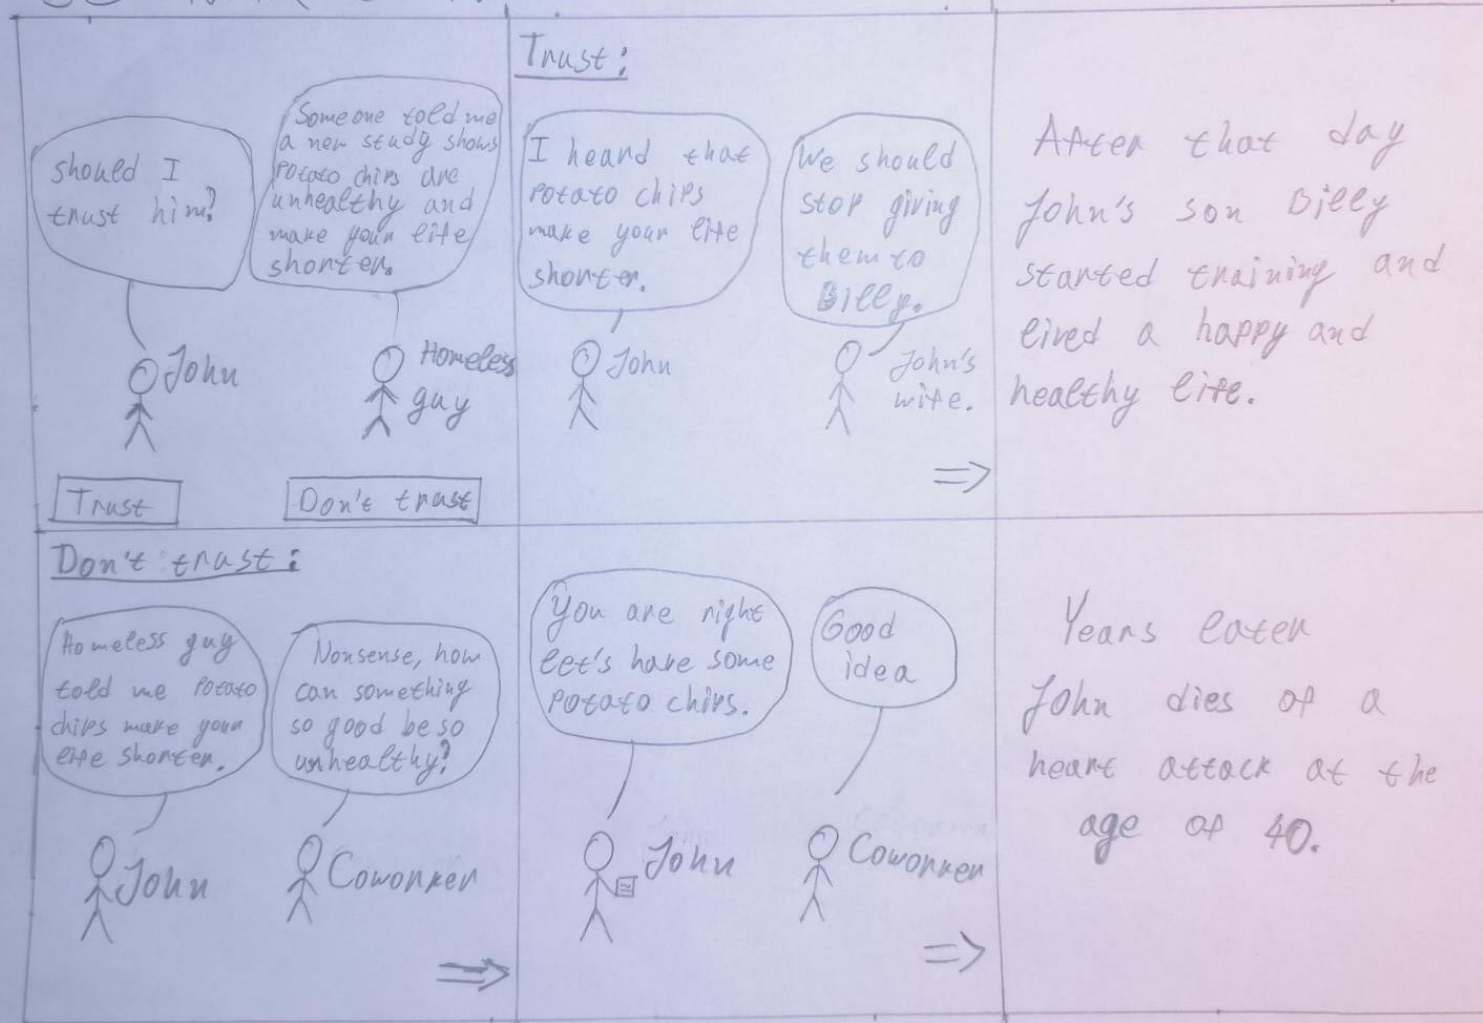 should I
trust him?
Someone told me
a new study shows
potato chips are
unhealthy and
make your life
shorter.
John
Homeless
guy
Trust
Don't trust
Trust:
I heard that
potato chips
make your life
shorter.
We should
stop giving
them to
Billy.
John
John's
wife.
After that day
John's son Billy
started training and
lived a happy and
healthy life.
Don't trust:
Homeless guy
told me potato
chips make your
life shorter.
Nonsense, how
can something
so good be so
unhealthy?
John
Coworker
You are right
let's have some
potato chips.
Good
idea
John
Coworker
Years later
John dies of a
heart attack at the
age of 40.